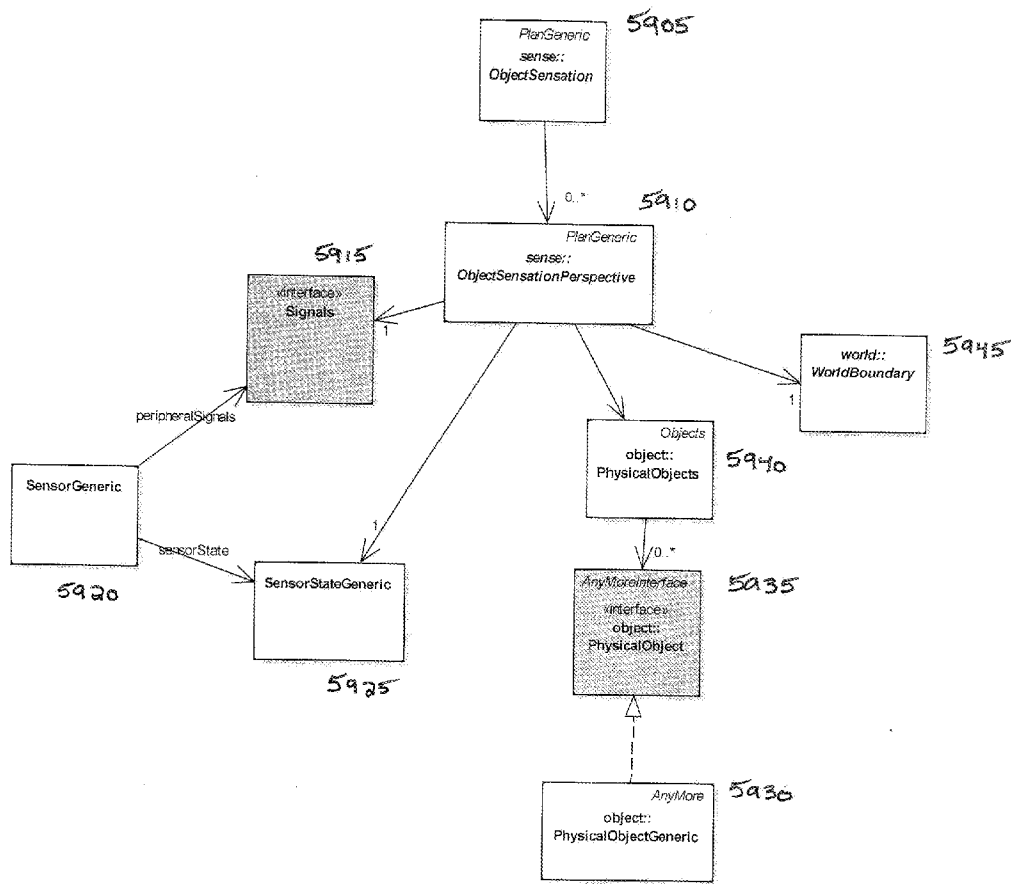 5905
PlanGeneric
sense::
ObjectSensation
0..*
5910
PlanGeneric
sense::
ObjectSensationPerspective
5915
«interface»
Signals
1
5945
world::
WorldBoundary
1
peripheralSignals
Objects
object::
PhysicalObjects
5940
SensorGeneric
5920
sensorState
1
SensorStateGeneric
5925
0..*
AnyMoreInterface
«interface»
object::
PhysicalObject
5935
AnyMore
object::
PhysicalObjectGeneric
5930